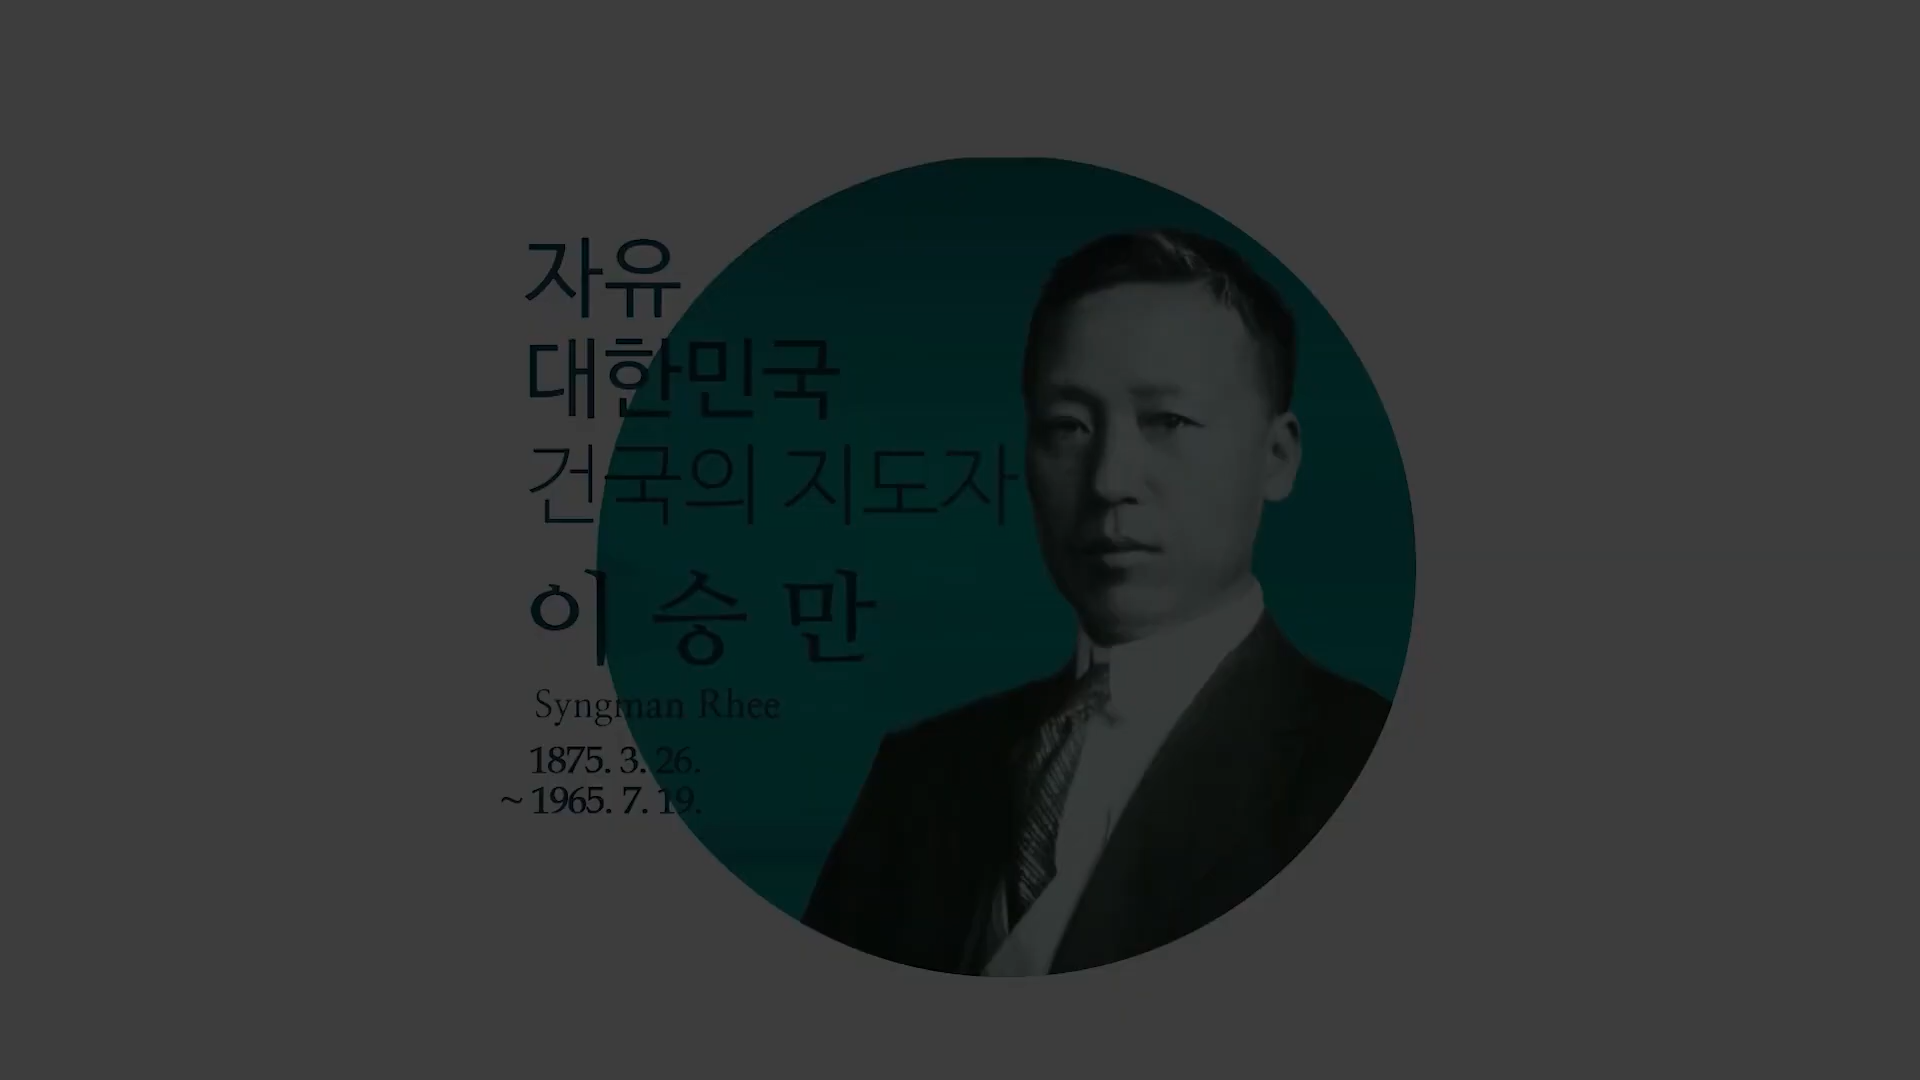 자유
대한민국
건국의 지도자
이승만
Syngman Rhee
1875. 3. 26.
~ 1965. 7. 19.